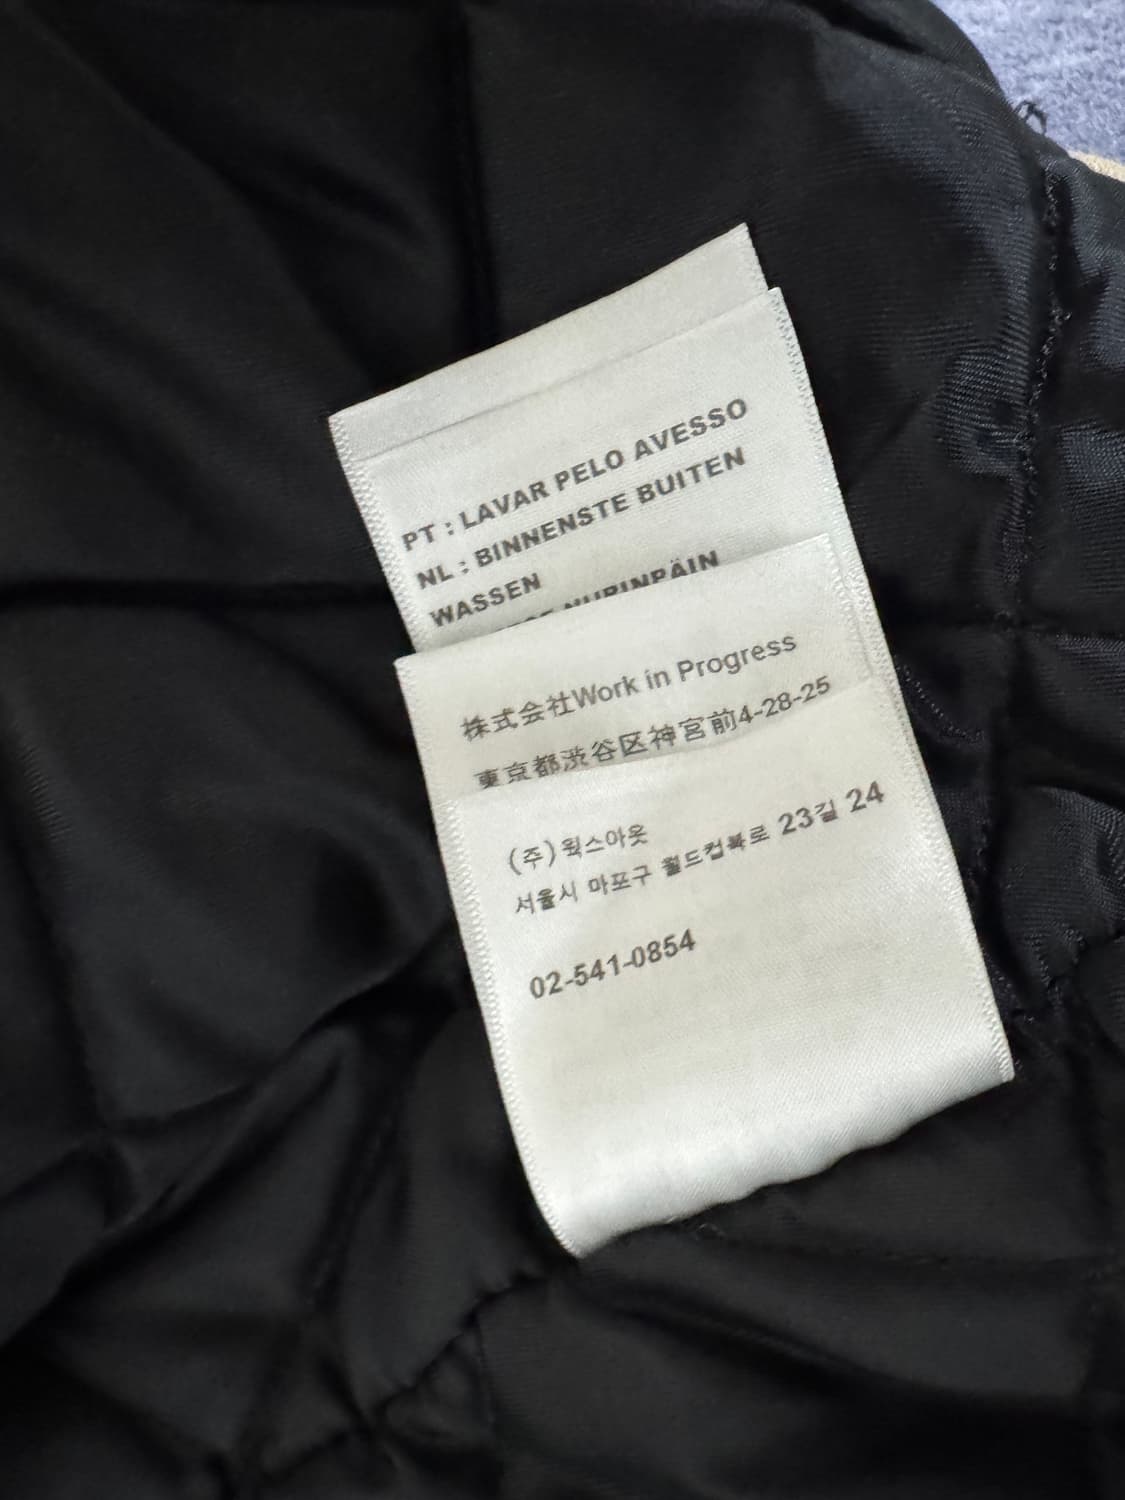 PT : LAVAR PELO AVESSO
NL : BINNENSTE BUITEN
WASSEN
NURINPÄIN
株式会社Work in Progress
東京都渋谷区神宮前4-28-25
(주)웍스아웃
서울시 마포구 월드컵북로 23길 24
02-541-0854